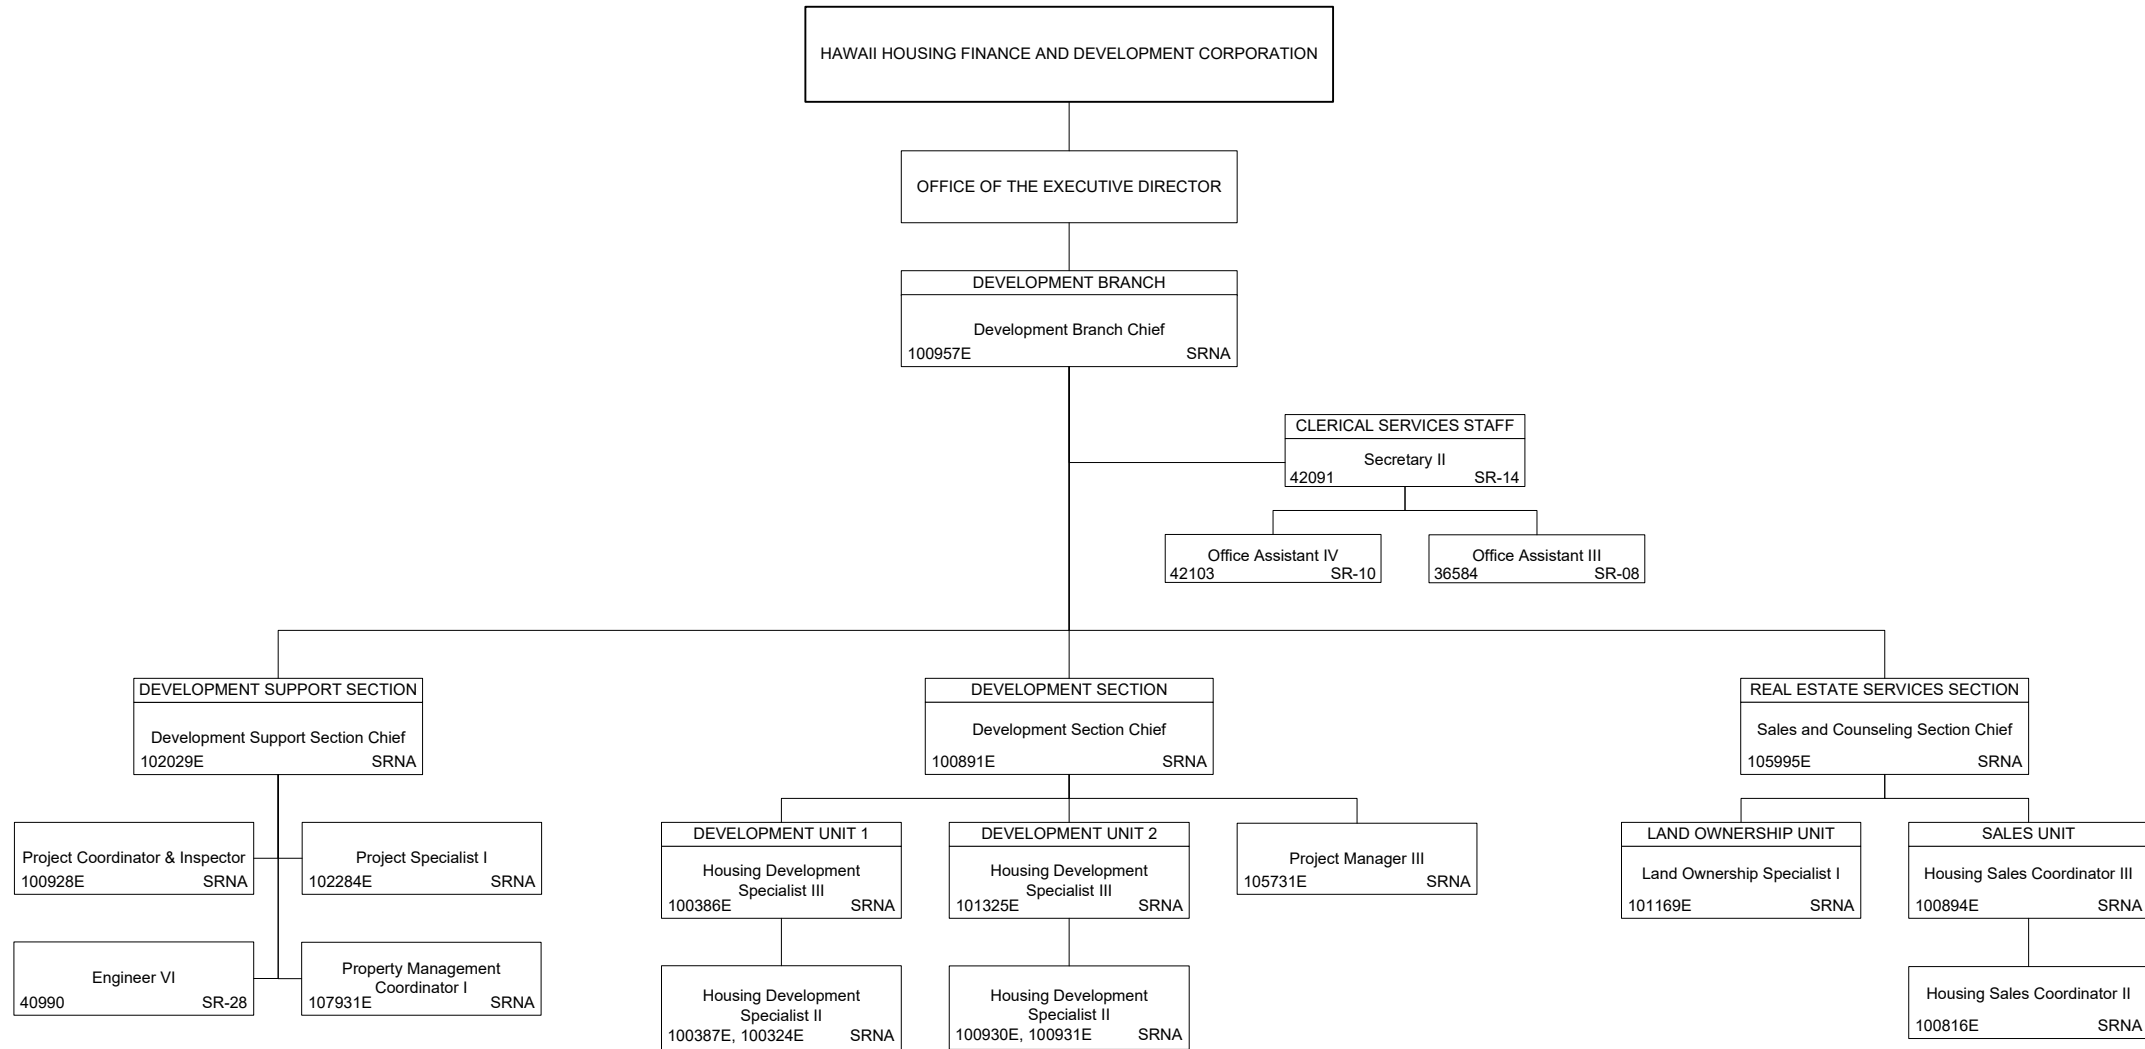 HAWAII HOUSING FINANCE AND DEVELOPMENT CORPORATION
OFFICE OF THE EXECUTIVE DIRECTOR
DEVELOPMENT BRANCH
Development Branch Chief
100957E SRNA
CLERICAL SERVICES STAFF
Secretary II
42091 SR-14
Office Assistant IV
42103 SR-10
Office Assistant III
36584 SR-08
DEVELOPMENT SUPPORT SECTION
Development Support Section Chief
102029E SRNA
Project Coordinator & Inspector
100928E SRNA
Project Specialist I
102284E SRNA
Engineer VI
40990 SR-28
Property Management
Coordinator I
107931E SRNA
DEVELOPMENT SECTION
Development Section Chief
100891E SRNA
DEVELOPMENT UNIT 1
Housing Development
Specialist III
100386E SRNA
Housing Development
Specialist II
100387E, 100324E SRNA
DEVELOPMENT UNIT 2
Housing Development
Specialist III
101325E SRNA
Housing Development
Specialist II
100930E, 100931E SRNA
Project Manager III
105731E SRNA
REAL ESTATE SERVICES SECTION
Sales and Counseling Section Chief
105995E SRNA
LAND OWNERSHIP UNIT
Land Ownership Specialist I
101169E SRNA
SALES UNIT
Housing Sales Coordinator III
100894E SRNA
Housing Sales Coordinator II
100816E SRNA